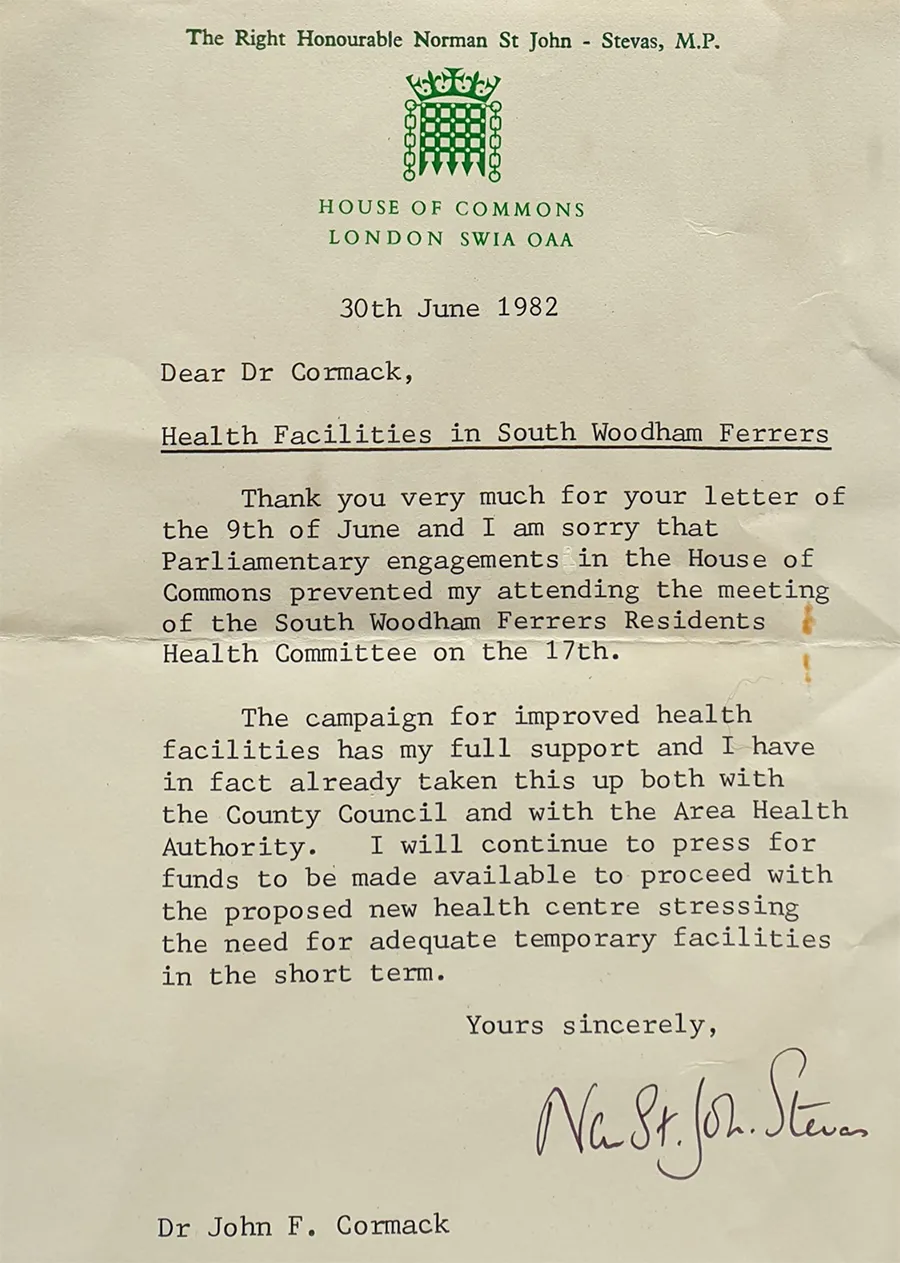 The Right Honourable Norman St John - Stevas, M.P.
HOUSE OF COMMONS
LONDON SWIA OAA
30th June 1982
Dear Dr Cormack,
Health Facilities in South Woodham Ferrers
Thank you very much for your letter of
the 9th of June and I am sorry that
Parliamentary engagements in the House of
Commons prevented my attending the meeting
of the South Woodham Ferrers Residents
Health Committee on the 17th.
The campaign for improved health
facilities has my full support and I have
in fact already taken this up both with
the County Council and with the Area Health
Authority. I will continue to press for
funds to be made available to proceed with
the proposed new health centre stressing
the need for adequate temporary facilities
in the short term.
Yours sincerely,
St. John. Stevas
Dr John F. Cormack